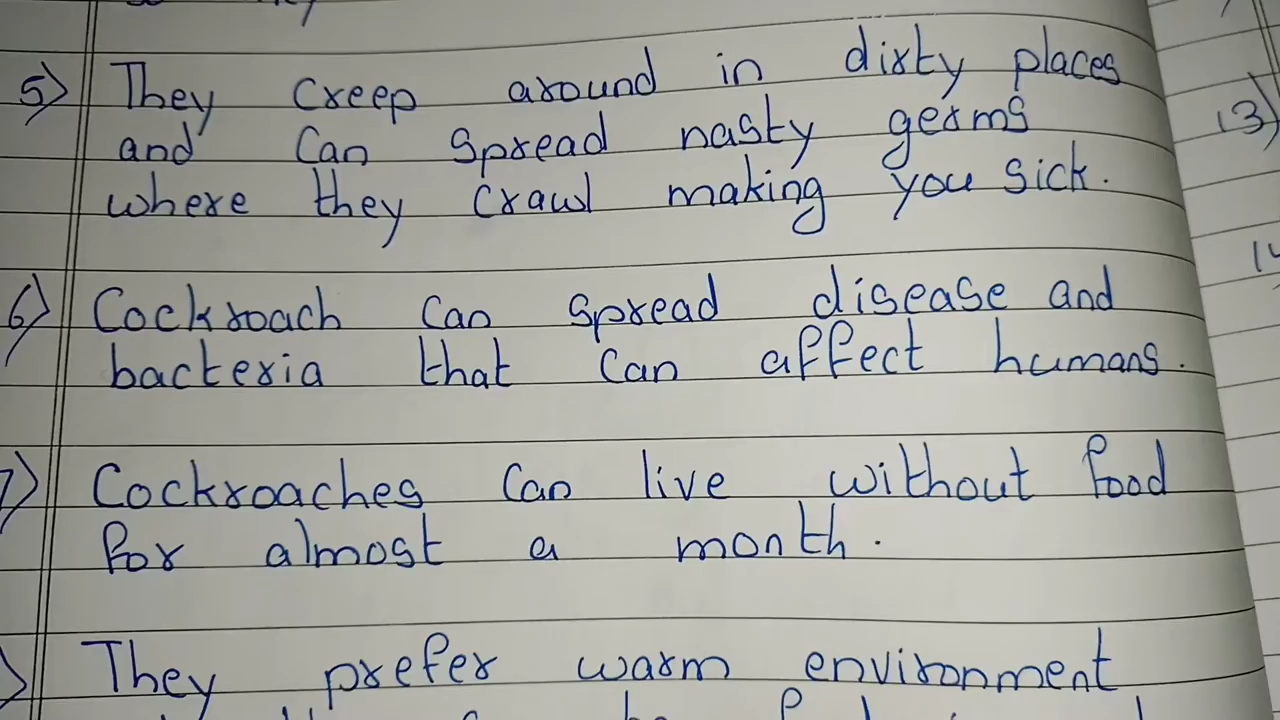 5) They creep around in dirty places
and can spread nasty germs
where they crawl making you sick.
6) Cockroach can spread disease and
bacteria that can affect humans.
7) Cockroaches can live without food
for almost a month.
They prefer warm environment
13)